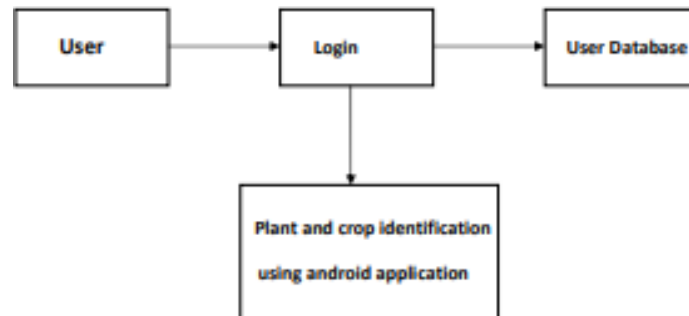 User
Login
User Database
Plant and crop identification
using android application